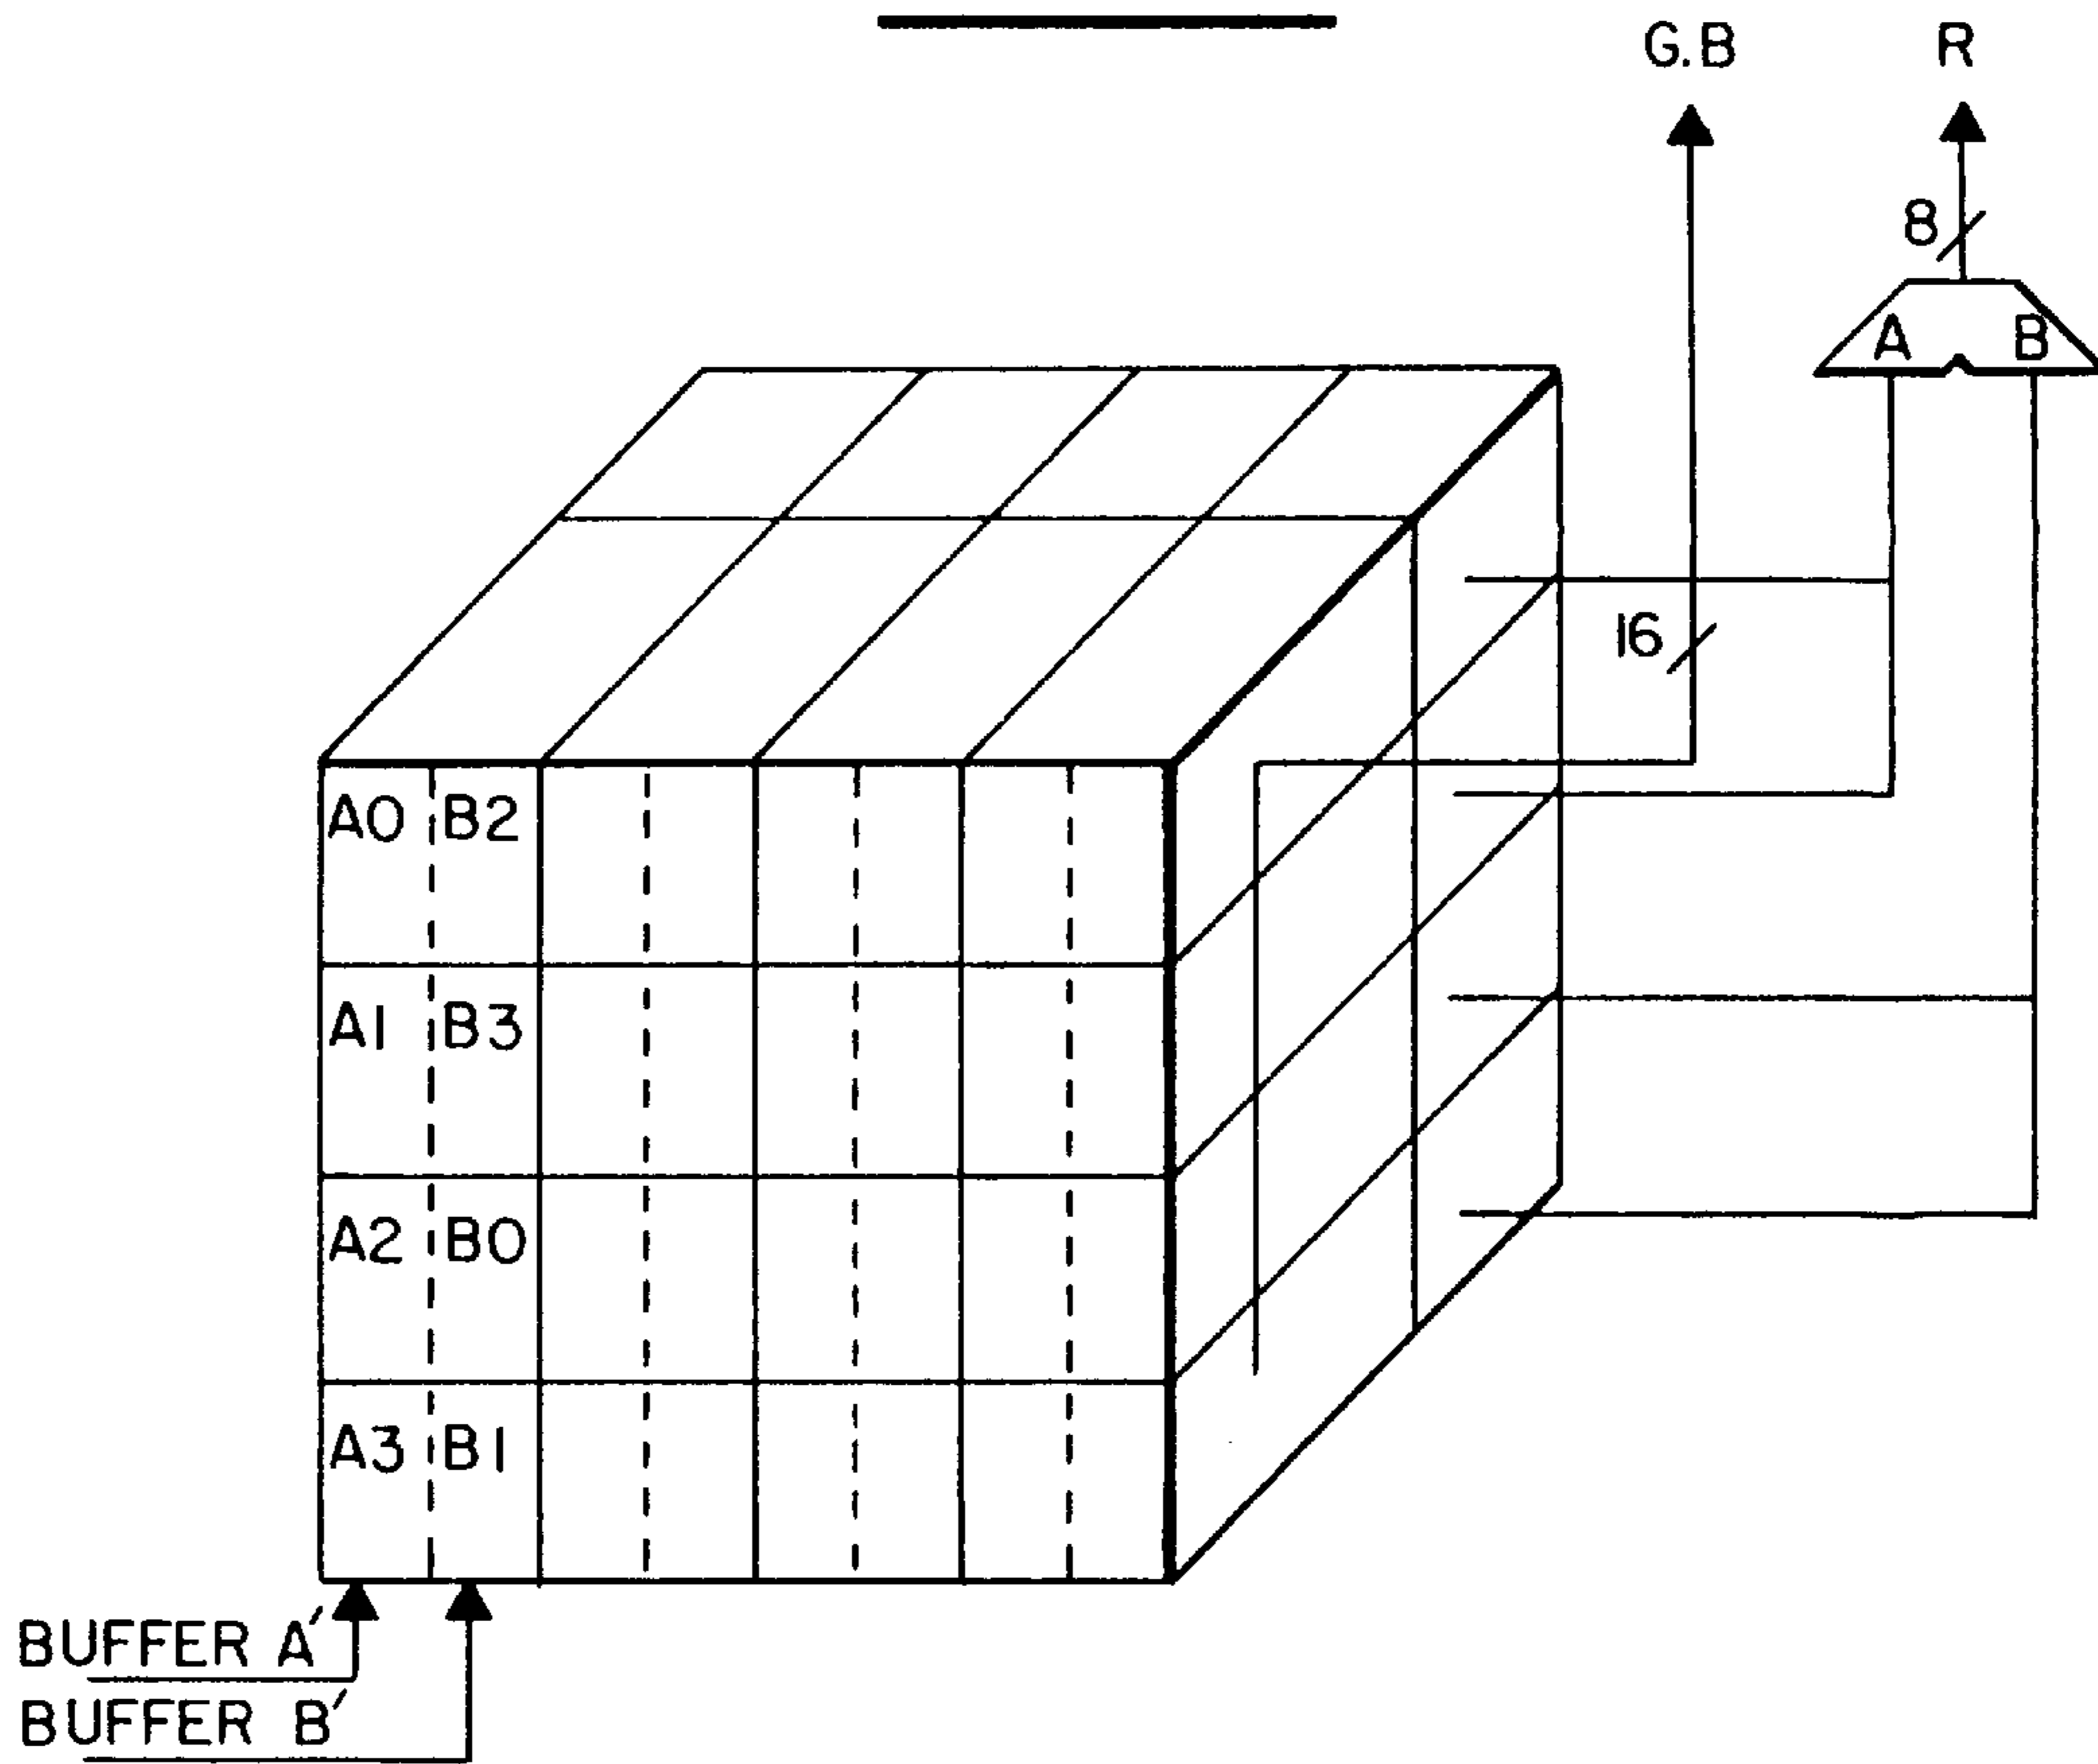 G.B R
8
A B
16
A0 B2
A1 B3
A2 B0
A3 B1
BUFFER A'
BUFFER B'